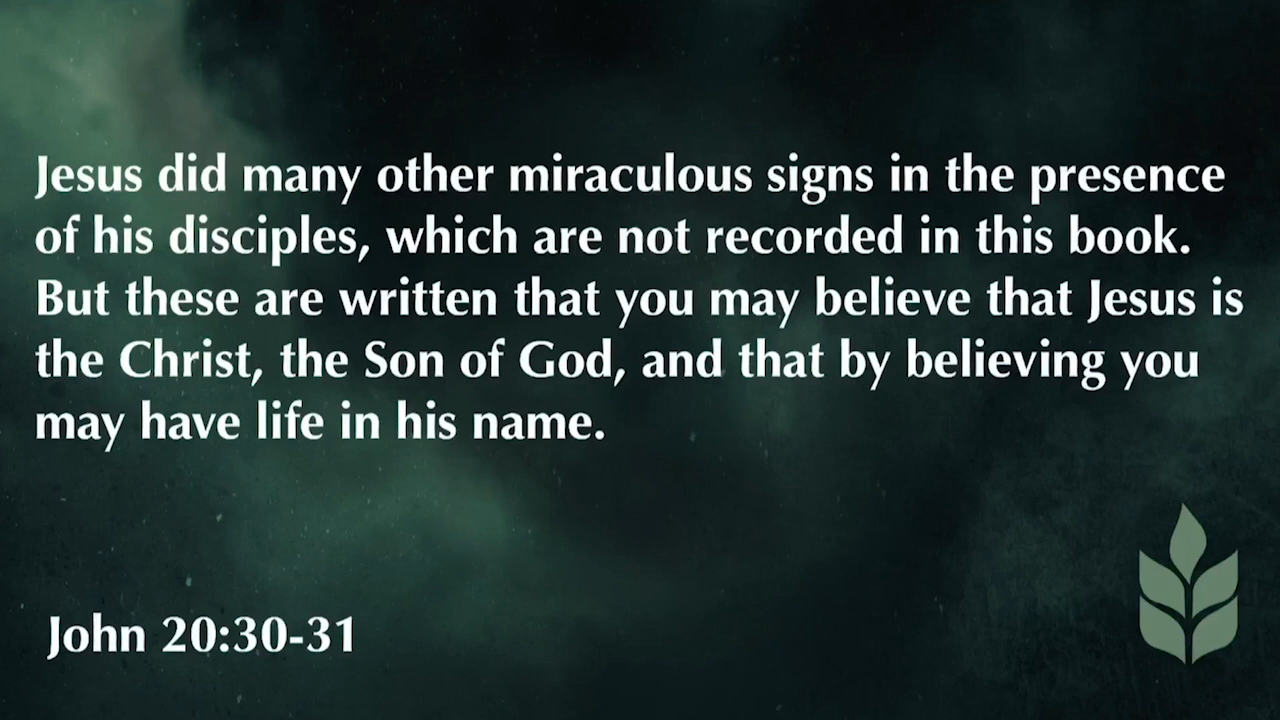 Jesus did many other miraculous signs in the presence
of his disciples, which are not recorded in this book.
But these are written that you may believe that Jesus is
the Christ, the Son of God, and that by believing you
may have life in his name.
John 20:30-31